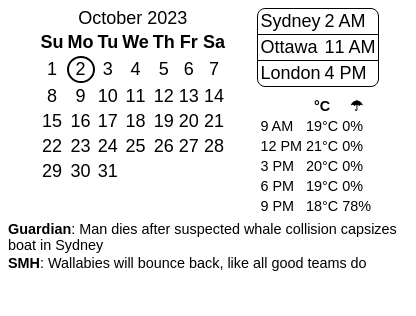 October 2023
Su Mo Tu We Th Fr Sa
1 2 3 4 5 6 7
8 9 10 11 12 13 14
15 16 17 18 19 20 21
22 23 24 25 26 27 28
29 30 31
Sydney 2 AM
Ottawa 11 AM
London 4 PM
°C ☂
9 AM 19°C 0%
12 PM 21°C 0%
3 PM 20°C 0%
6 PM 19°C 0%
9 PM 18°C 78%
Guardian: Man dies after suspected whale collision capsizes
boat in Sydney
SMH: Wallabies will bounce back, like all good teams do